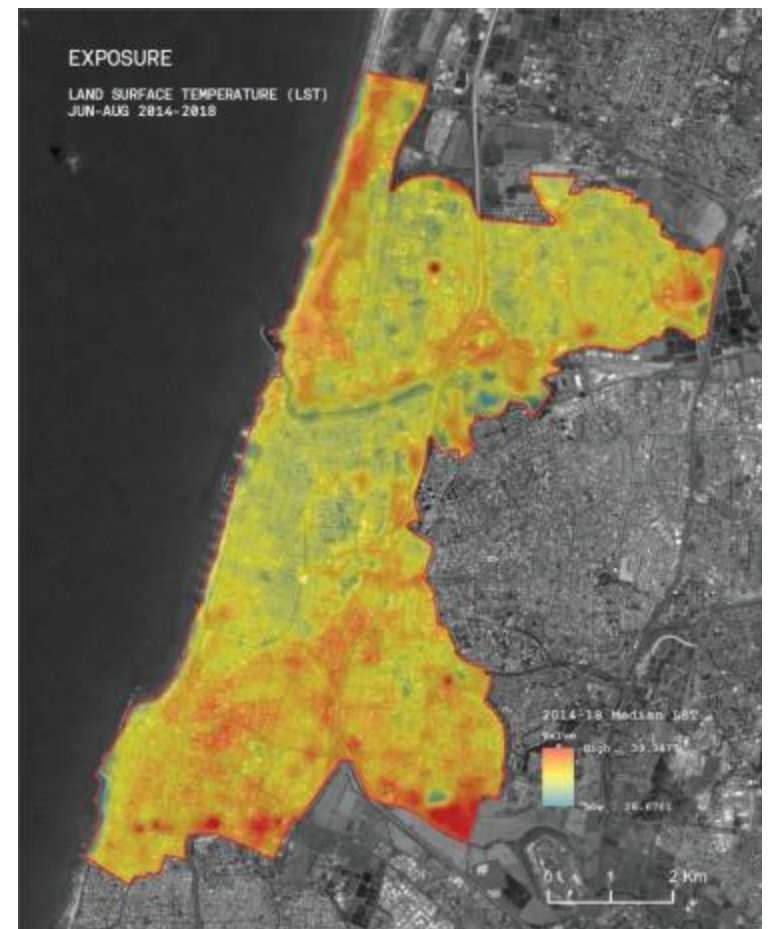 EXPOSURE
LAND SURFACE TEMPERATURE (LST)
JUN-AUG 2014-2018
2014-18 Median LST
Value
High :
0 1 2 Km